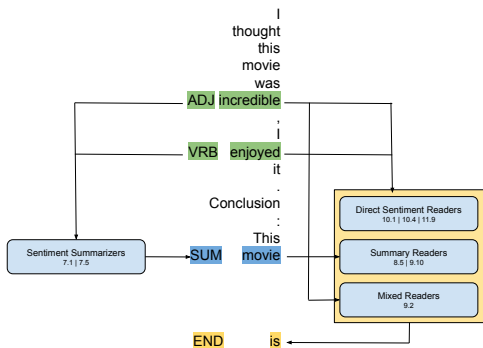 I
thought
this
movie
was
ADJ incredible
,
I
VRB enjoyed
it
.
Conclusion
:
This
SUM movie
END is
Sentiment Summarizers
7.1 | 7.5
Direct Sentiment Readers
10.1 | 10.4 | 11.9
Summary Readers
8.5 | 9.10
Mixed Readers
9.2